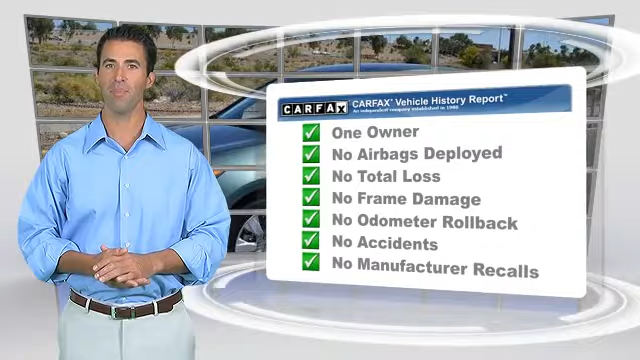 CARFAX CARFAX® Vehicle History Report™
An independent company established in 1986
One Owner
No Airbags Deployed
No Total Loss
No Frame Damage
No Odometer Rollback
No Accidents
No Manufacturer Recalls